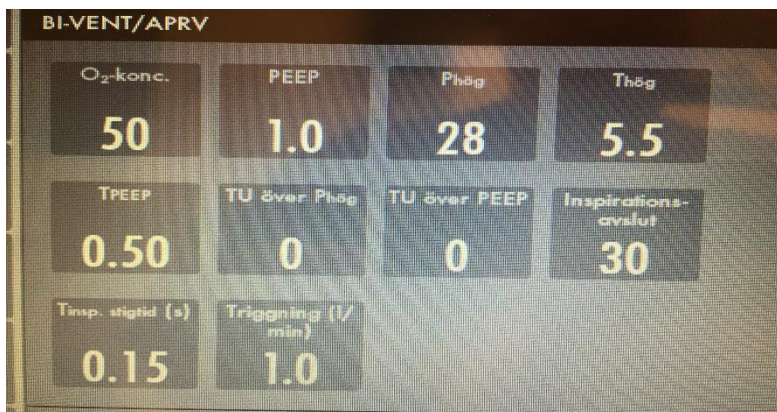 BI-VENT/APRV
O₂-konc.
50
PEEP
1.0
Phög
28
Thög
5.5
TPEEP
0.50
TU över Phög
0
TU över PEEP
0
Inspirations-
avslut
30
Tinsp. stigtid (s)
0.15
Triggning (l/
min)
1.0